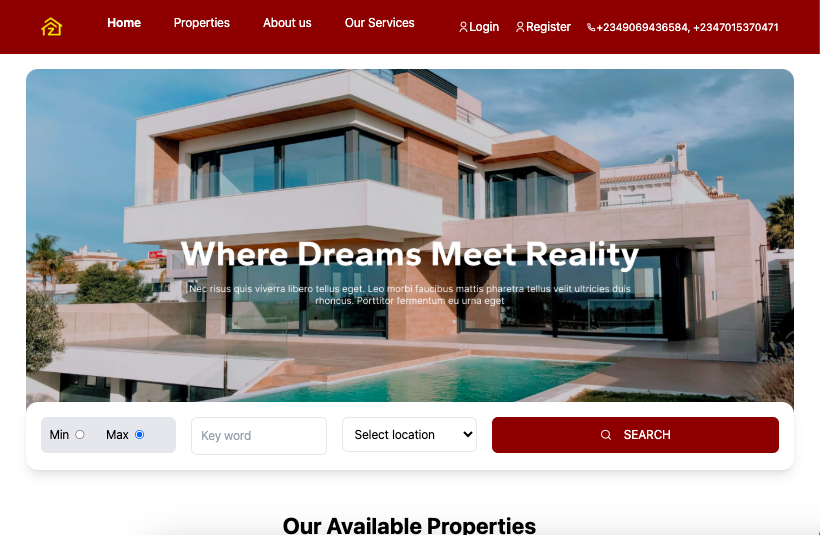 Home Properties About us Our Services Login Register +2349069436584, +2347015370471
Where Dreams Meet Reality
Nec risus quis viverra libero tellus eget. Leo morbi faucibus mattis pharetra tellus velit ultricies duis
rhoncus. Porttitor fermentum eu urna eget
Min Max Key word Select location SEARCH
Our Available Properties